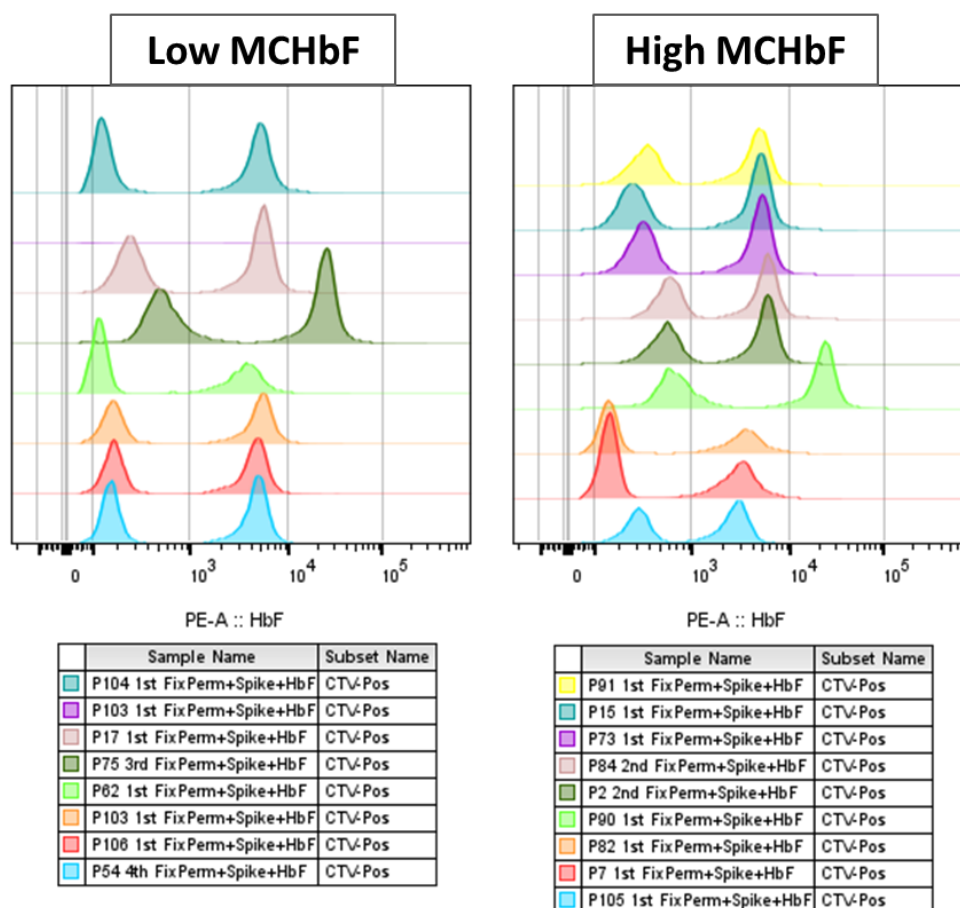 Low MCHbF
High MCHbF
0 10^3 10^4 10^5
0 10^3 10^4 10^5
PE-A :: HbF
PE-A :: HbF
Sample Name Subset Name
P104 1st FixPerm+Spike+HbF CTV-Pos
P103 1st FixPerm+Spike+HbF CTV-Pos
P17 1st FixPerm+Spike+HbF CTV-Pos
P75 3rd FixPerm+Spike+HbF CTV-Pos
P62 1st FixPerm+Spike+HbF CTV-Pos
P103 1st FixPerm+Spike+HbF CTV-Pos
P106 1st FixPerm+Spike+HbF CTV-Pos
P54 4th FixPerm+Spike+HbF CTV-Pos
Sample Name Subset Name
P91 1st FixPerm+Spike+HbF CTV-Pos
P15 1st FixPerm+Spike+HbF CTV-Pos
P73 1st FixPerm+Spike+HbF CTV-Pos
P84 2nd FixPerm+Spike+HbF CTV-Pos
P2 2nd FixPerm+Spike+HbF CTV-Pos
P90 1st FixPerm+Spike+HbF CTV-Pos
P82 1st FixPerm+Spike+HbF CTV-Pos
P7 1st FixPerm+Spike+HbF CTV-Pos
P105 1st FixPerm+Spike+HbF CTV-Pos